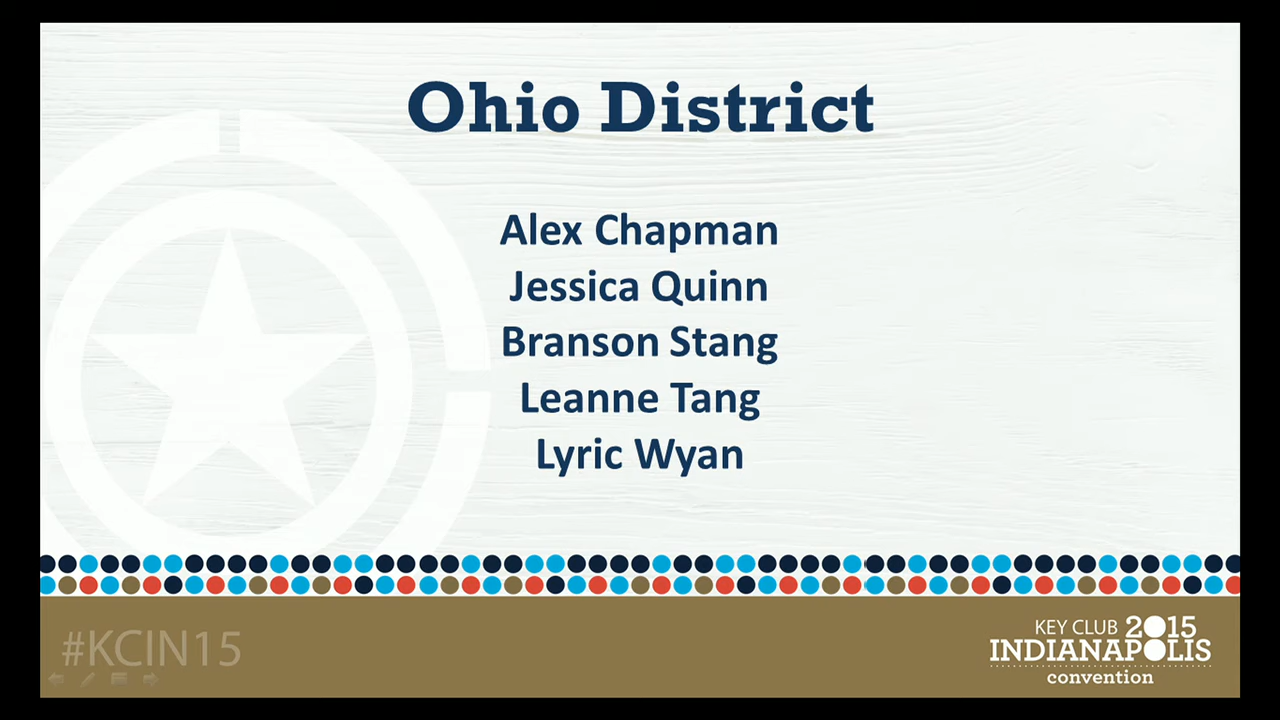 Ohio District
Alex Chapman
Jessica Quinn
Branson Stang
Leanne Tang
Lyric Wyan
#KCIN15
KEY CLUB 2015
INDIANAPOLIS
convention